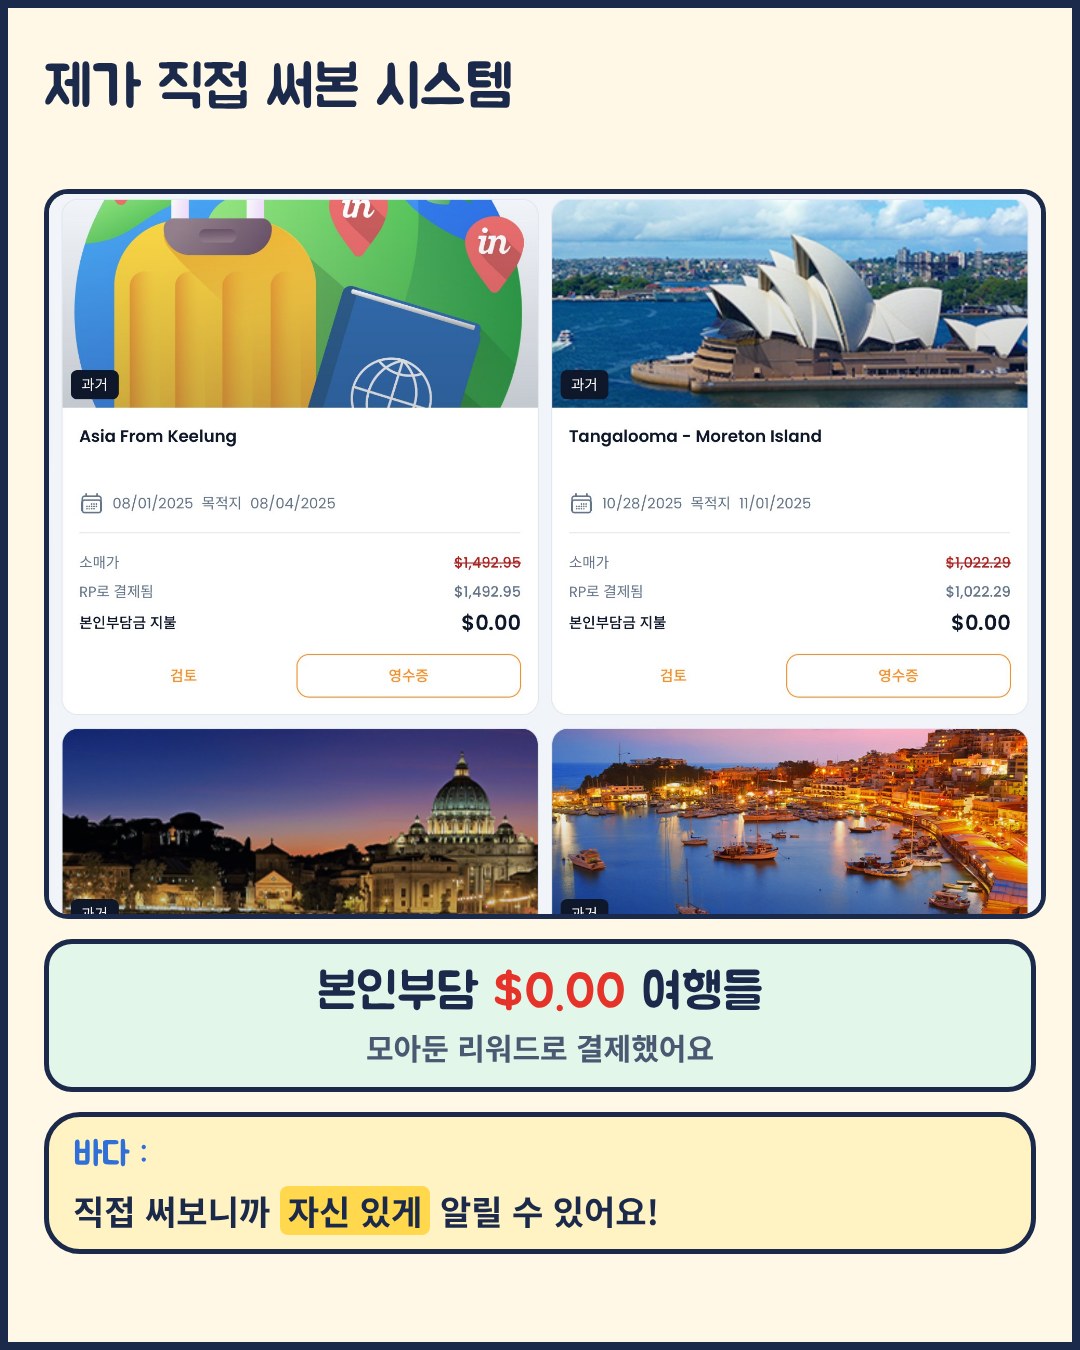 제가 직접 써본 시스템
in
in
과거
과거
Asia From Keelung
Tangalooma - Moreton Island
08/01/2025 목적지 08/04/2025
10/28/2025 목적지 11/01/2025
소매가 $1,492.95
소매가 $1,022.29
RP로 결제됨 $1,492.95
RP로 결제됨 $1,022.29
본인부담금 지불 $0.00
본인부담금 지불 $0.00
검토 영수증
검토 영수증
과거
과거
본인부담 $0.00 여행들
모아둔 리워드로 결제했어요
바다 :
직접 써보니까 자신 있게 알릴 수 있어요!